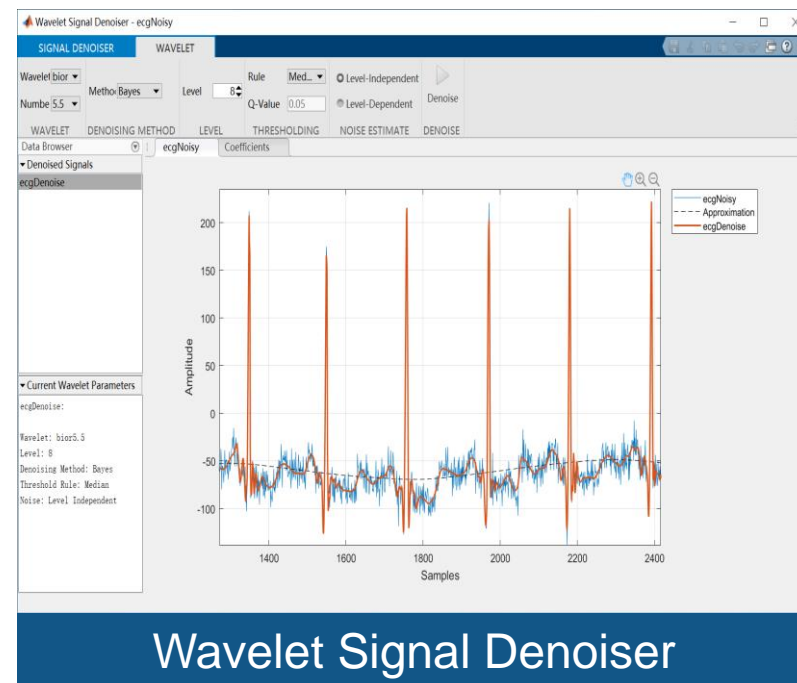 Wavelet Signal Denoiser - ecgNoisy
SIGNAL DENOISER WAVELET
Wavelet bior Method Bayes Level 8 Rule Med... Level-Independent
Numbe 5.5 Q-Value 0.05 Level-Dependent Denoise
WAVELET DENOISING METHOD LEVEL THRESHOLDING NOISE ESTIMATE DENOISE
Data Browser ecgNoisy Coefficients
Denoised Signals
ecgDenoise
ecgNoisy
Approximation
ecgDenoise
200
150
100
50
0
-50
-100
Amplitude
1400 1600 1800 2000 2200 2400
Samples
Current Wavelet Parameters
ecgDenoise:
Wavelet: bior5.5
Level: 8
Denoising Method: Bayes
Threshold Rule: Median
Noise: Level Independent
Wavelet Signal Denoiser